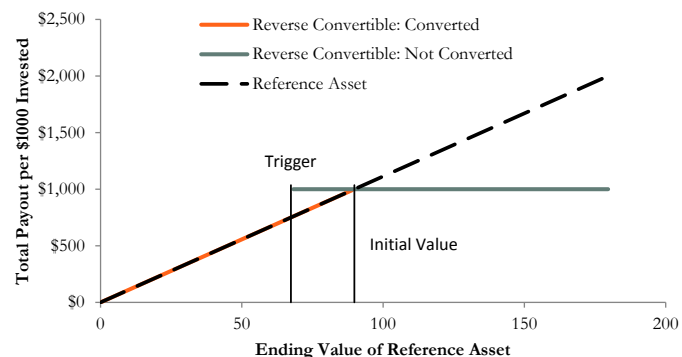 $2,500
Reverse Convertible: Converted
Reverse Convertible: Not Converted
Reference Asset
$2,000
$1,500
Trigger
$1,000
Initial Value
$500
$0
0
50
100
150
200
Total Payout per $1000 Invested
Ending Value of Reference Asset